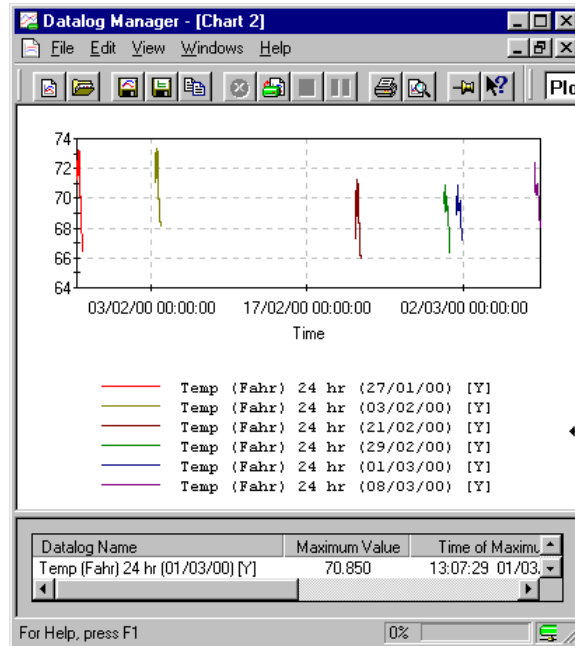 Datalog Manager - [Chart 2]
File Edit View Windows Help
Plo
74
72
70
68
66
64
03/02/00 00:00:00 17/02/00 00:00:00 02/03/00 00:00:00
Time
Temp (Fahr) 24 hr (27/01/00) [Y]
Temp (Fahr) 24 hr (03/02/00) [Y]
Temp (Fahr) 24 hr (21/02/00) [Y]
Temp (Fahr) 24 hr (29/02/00) [Y]
Temp (Fahr) 24 hr (01/03/00) [Y]
Temp (Fahr) 24 hr (08/03/00) [Y]
Datalog Name Maximum Value Time of Maximu
Temp (Fahr) 24 hr (01/03/00) [Y] 70.850 13:07:29 01/03.
For Help, press F1 0%